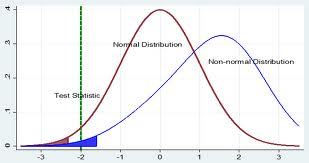 .4
Normal Distribution
.3
Non-normal Distribution
.2
Test Statistic
.1
0
-3 -2 -1 0 1 2 3